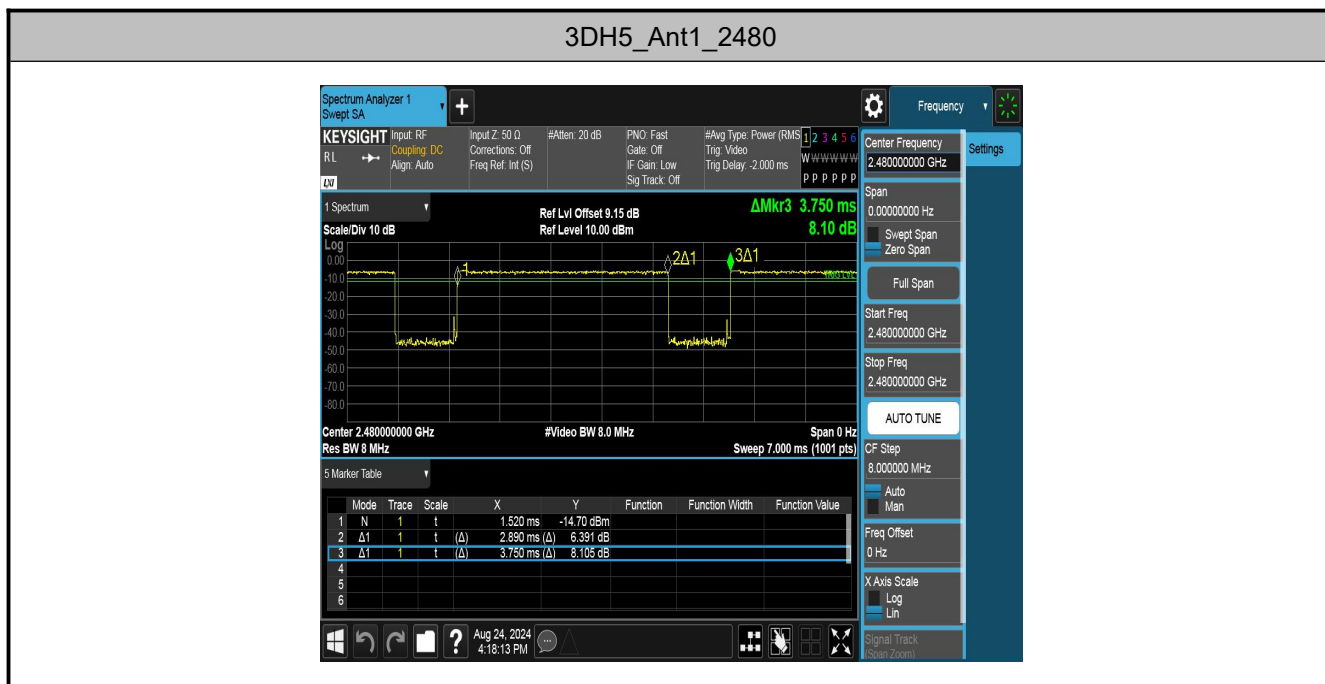 3DH5_Ant1_2480
Spectrum Analyzer 1
Swept SA
Frequency
KEYSIGHT
RL
LXI
Input: RF
Coupling: DC
Align: Auto
Input Z: 50 Ω
Corrections: Off
Freq Ref: Int (S)
#Atten: 20 dB
PNO: Fast
Gate: Off
IF Gain: Low
Sig Track: Off
#Avg Type: Power (RMS
Trig: Video
Trig Delay: -2.000 ms
1 2 3 4 5 6
W W W W W W
P P P P P P
Center Frequency
2.480000000 GHz
Settings
Span
0.00000000 Hz
Swept Span
Zero Span
Full Span
Start Freq
2.480000000 GHz
Stop Freq
2.480000000 GHz
AUTO TUNE
CF Step
8.000000 MHz
Auto
Man
Freq Offset
0 Hz
X Axis Scale
Log
Lin
Signal Track
(Span Zoom)
1 Spectrum
Scale/Div 10 dB
Ref Lvl Offset 9.15 dB
Ref Level 10.00 dBm
ΔMkr3 3.750 ms
8.10 dB
Log
0.00
-10.0
-20.0
-30.0
-40.0
-50.0
-60.0
-70.0
-80.0
1
2Δ1
3Δ1
TRIG LVL
Center 2.480000000 GHz
Res BW 8 MHz
#Video BW 8.0 MHz
Span 0 Hz
Sweep 7.000 ms (1001 pts)
5 Marker Table
Mode Trace Scale X Y Function Function Width Function Value
1 N 1 t 1.520 ms -14.70 dBm
2 Δ1 1 t (Δ) 2.890 ms (Δ) 6.391 dB
3 Δ1 1 t (Δ) 3.750 ms (Δ) 8.105 dB
4
5
6
?
Aug 24, 2024
4:18:13 PM